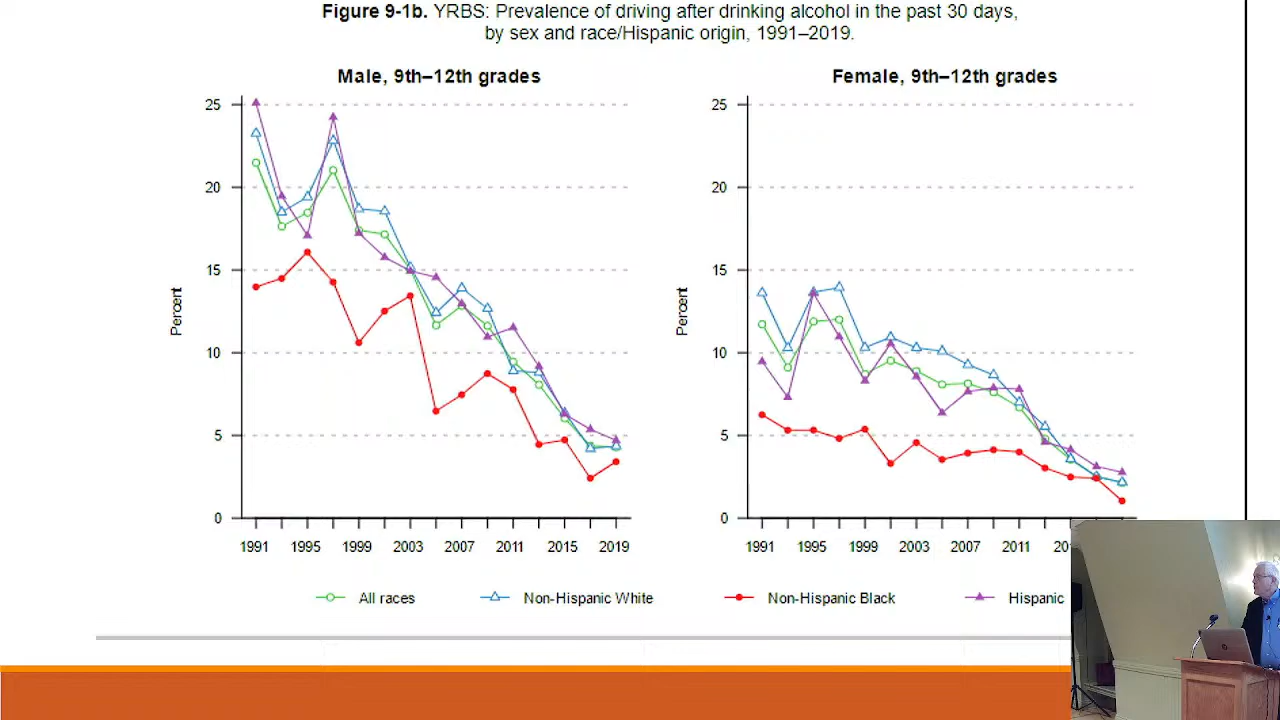 Figure 9-1b. YRBS: Prevalence of driving after drinking alcohol in the past 30 days,
by sex and race/Hispanic origin, 1991–2019.
Male, 9th–12th grades
25
20
15
10
5
0
Percent
1991 1995 1999 2003 2007 2011 2015 2019
Female, 9th–12th grades
25
20
15
10
5
0
Percent
1991 1995 1999 2003 2007 2011
All races Non-Hispanic White Non-Hispanic Black Hispanic